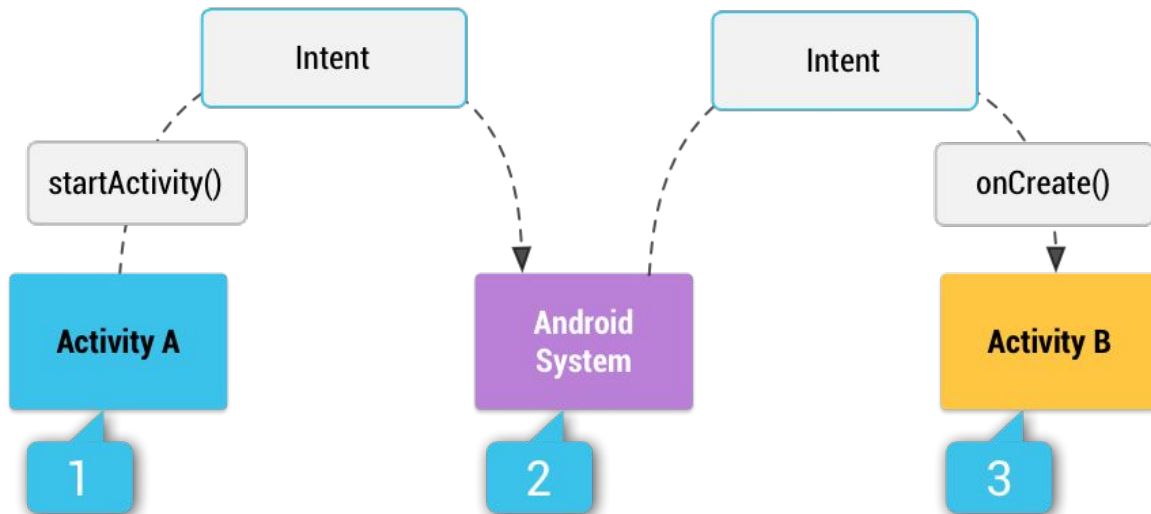 Intent
Intent
startActivity()
onCreate()
Activity A
Android
System
Activity B
1
2
3